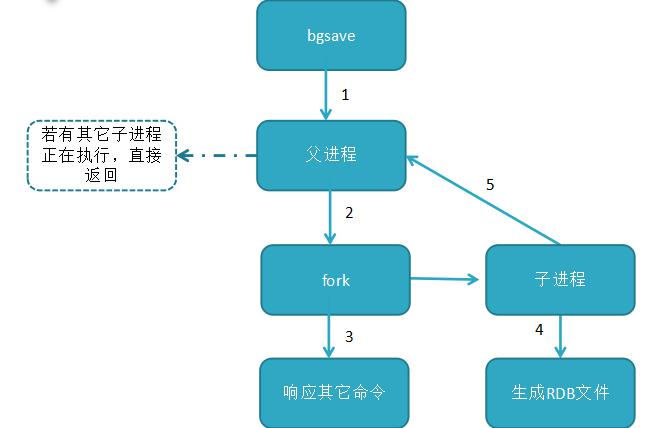 bgsave
1
若有其它子进程
正在执行，直接
返回
父进程
5
2
fork
子进程
3
4
响应其它命令
生成RDB文件